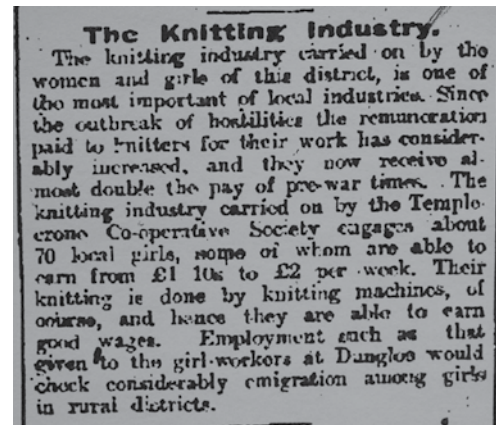 The Knitting Industry.
The knitting industry carried on by the
women and girls of this district, is one of
the most important of local industries. Since
the outbreak of hostilities the remuneration
paid to knitters for their work has consider-
ably increased, and they now receive al-
most double the pay of pre-war times. The
knitting industry carried on by the Temple-
crone Co-operative Society engages about
70 local girls, some of whom are able to
earn from £1 10s to £2 per week. Their
knitting is done by knitting machines, of
course, and hence they are able to earn
good wages. Employment such as that
given to the girl-workers at Dungloe would
check considerably emigration among girls
in rural districts.